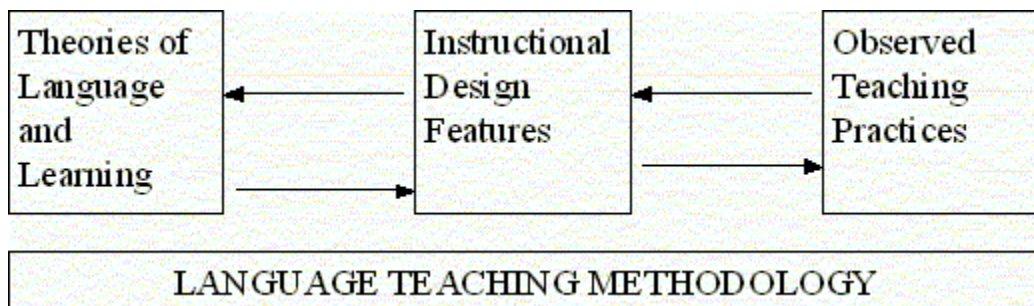 Theories of
Language
and
Learning
Instructional
Design
Features
Observed
Teaching
Practices
LANGUAGE TEACHING METHODOLOGY